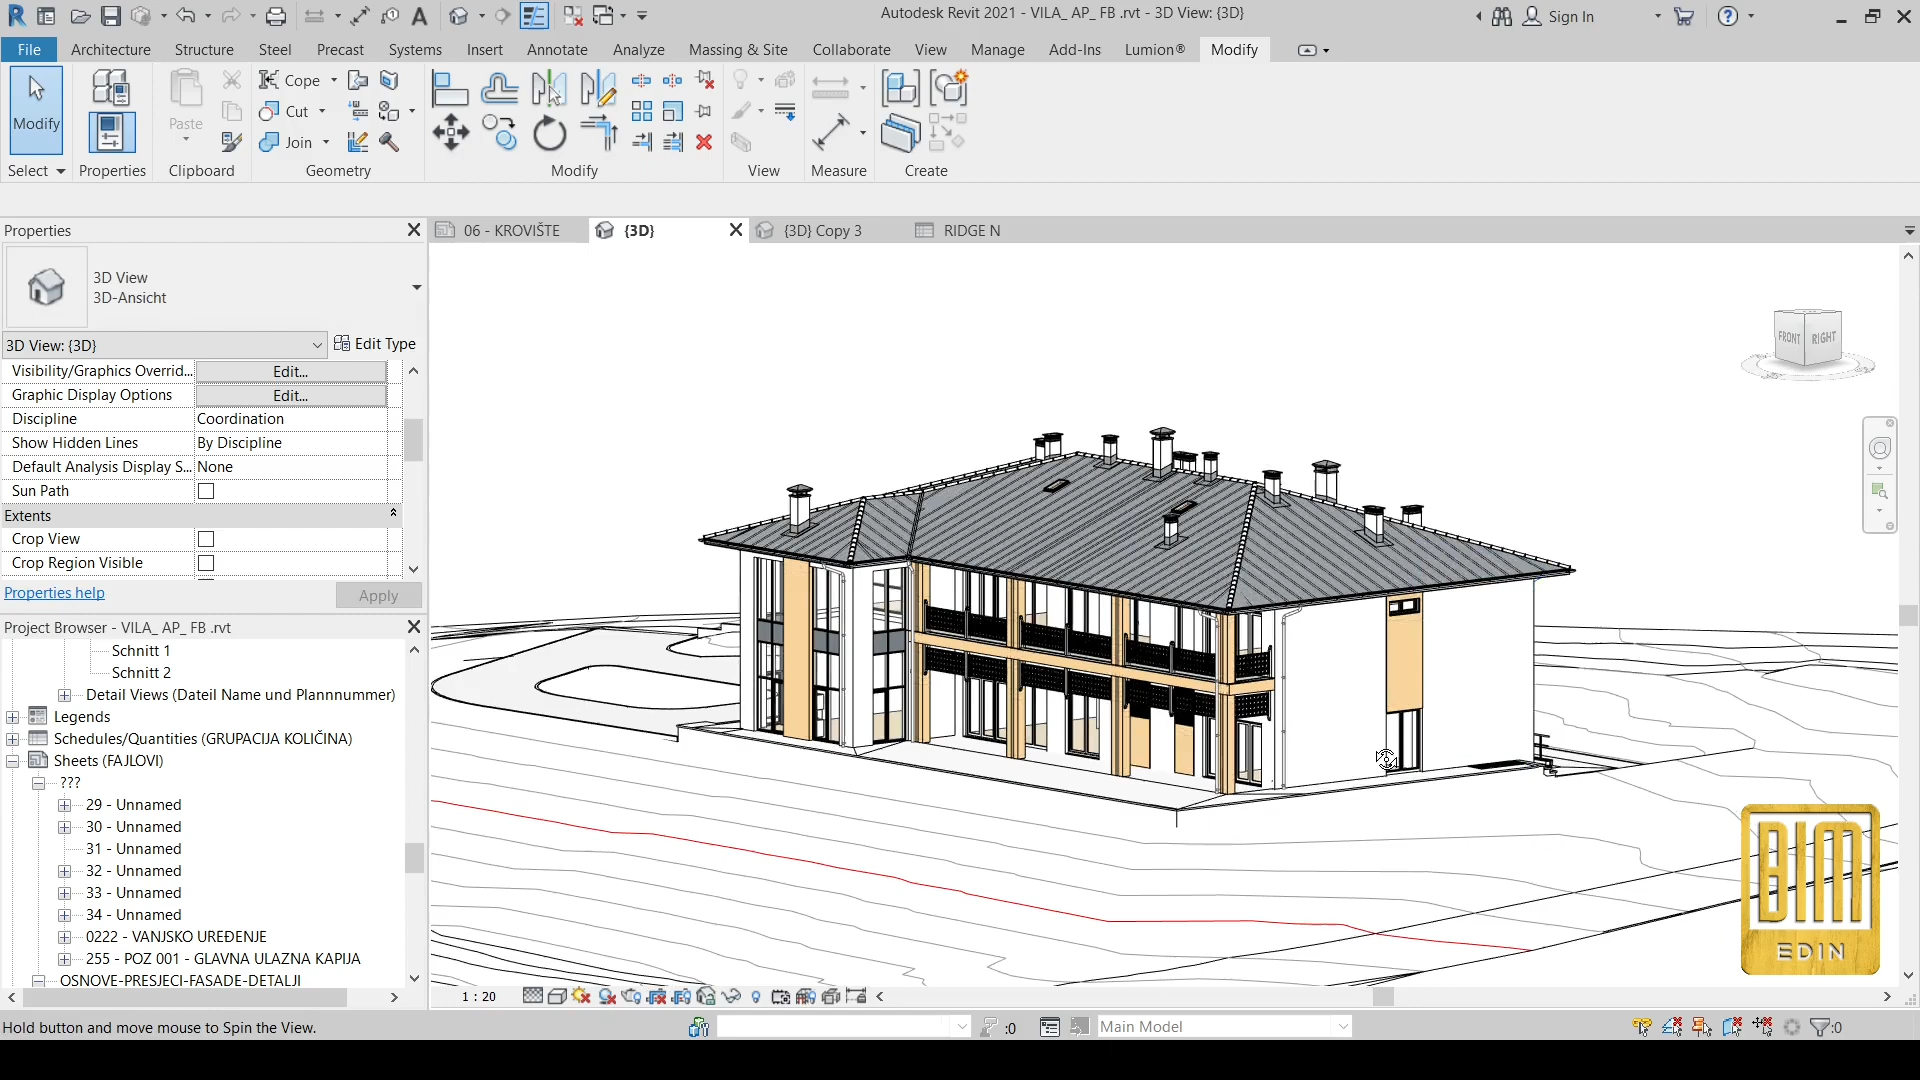 Autodesk Revit 2021 - VILA_ AP_ FB .rvt - 3D View: {3D}
Sign In
File
Architecture
Structure
Steel
Precast
Systems
Insert
Annotate
Analyze
Massing & Site
Collaborate
View
Manage
Add-Ins
Lumion®
Modify
Modify
Paste
Cope
Cut
Join
Select
Properties
Clipboard
Geometry
Modify
View
Measure
Create
Properties
06 - KROVIŠTE
{3D}
{3D} Copy 3
RIDGE N
3D View
3D-Ansicht
3D View: {3D}
Edit Type
Visibility/Graphics Overrid... Edit...
Graphic Display Options Edit...
Discipline Coordination
Show Hidden Lines By Discipline
Default Analysis Display S... None
Sun Path
Extents
Crop View
Crop Region Visible
Properties help
Apply
FRONT
RIGHT
Project Browser - VILA_ AP_ FB .rvt
Schnitt 1
Schnitt 2
Detail Views (Dateil Name und Plannnummer)
Legends
Schedules/Quantities (GRUPACIJA KOLIČINA)
Sheets (FAJLOVI)
???
29 - Unnamed
30 - Unnamed
31 - Unnamed
32 - Unnamed
33 - Unnamed
34 - Unnamed
0222 - VANJSKO UREĐENJE
255 - POZ 001 - GLAVNA ULAZNA KAPIJA
OSNOVE-PRESJECI-FASADE-DETALJI
BIM
EDIN
1 : 20
Hold button and move mouse to Spin the View.
:0
Main Model
:0